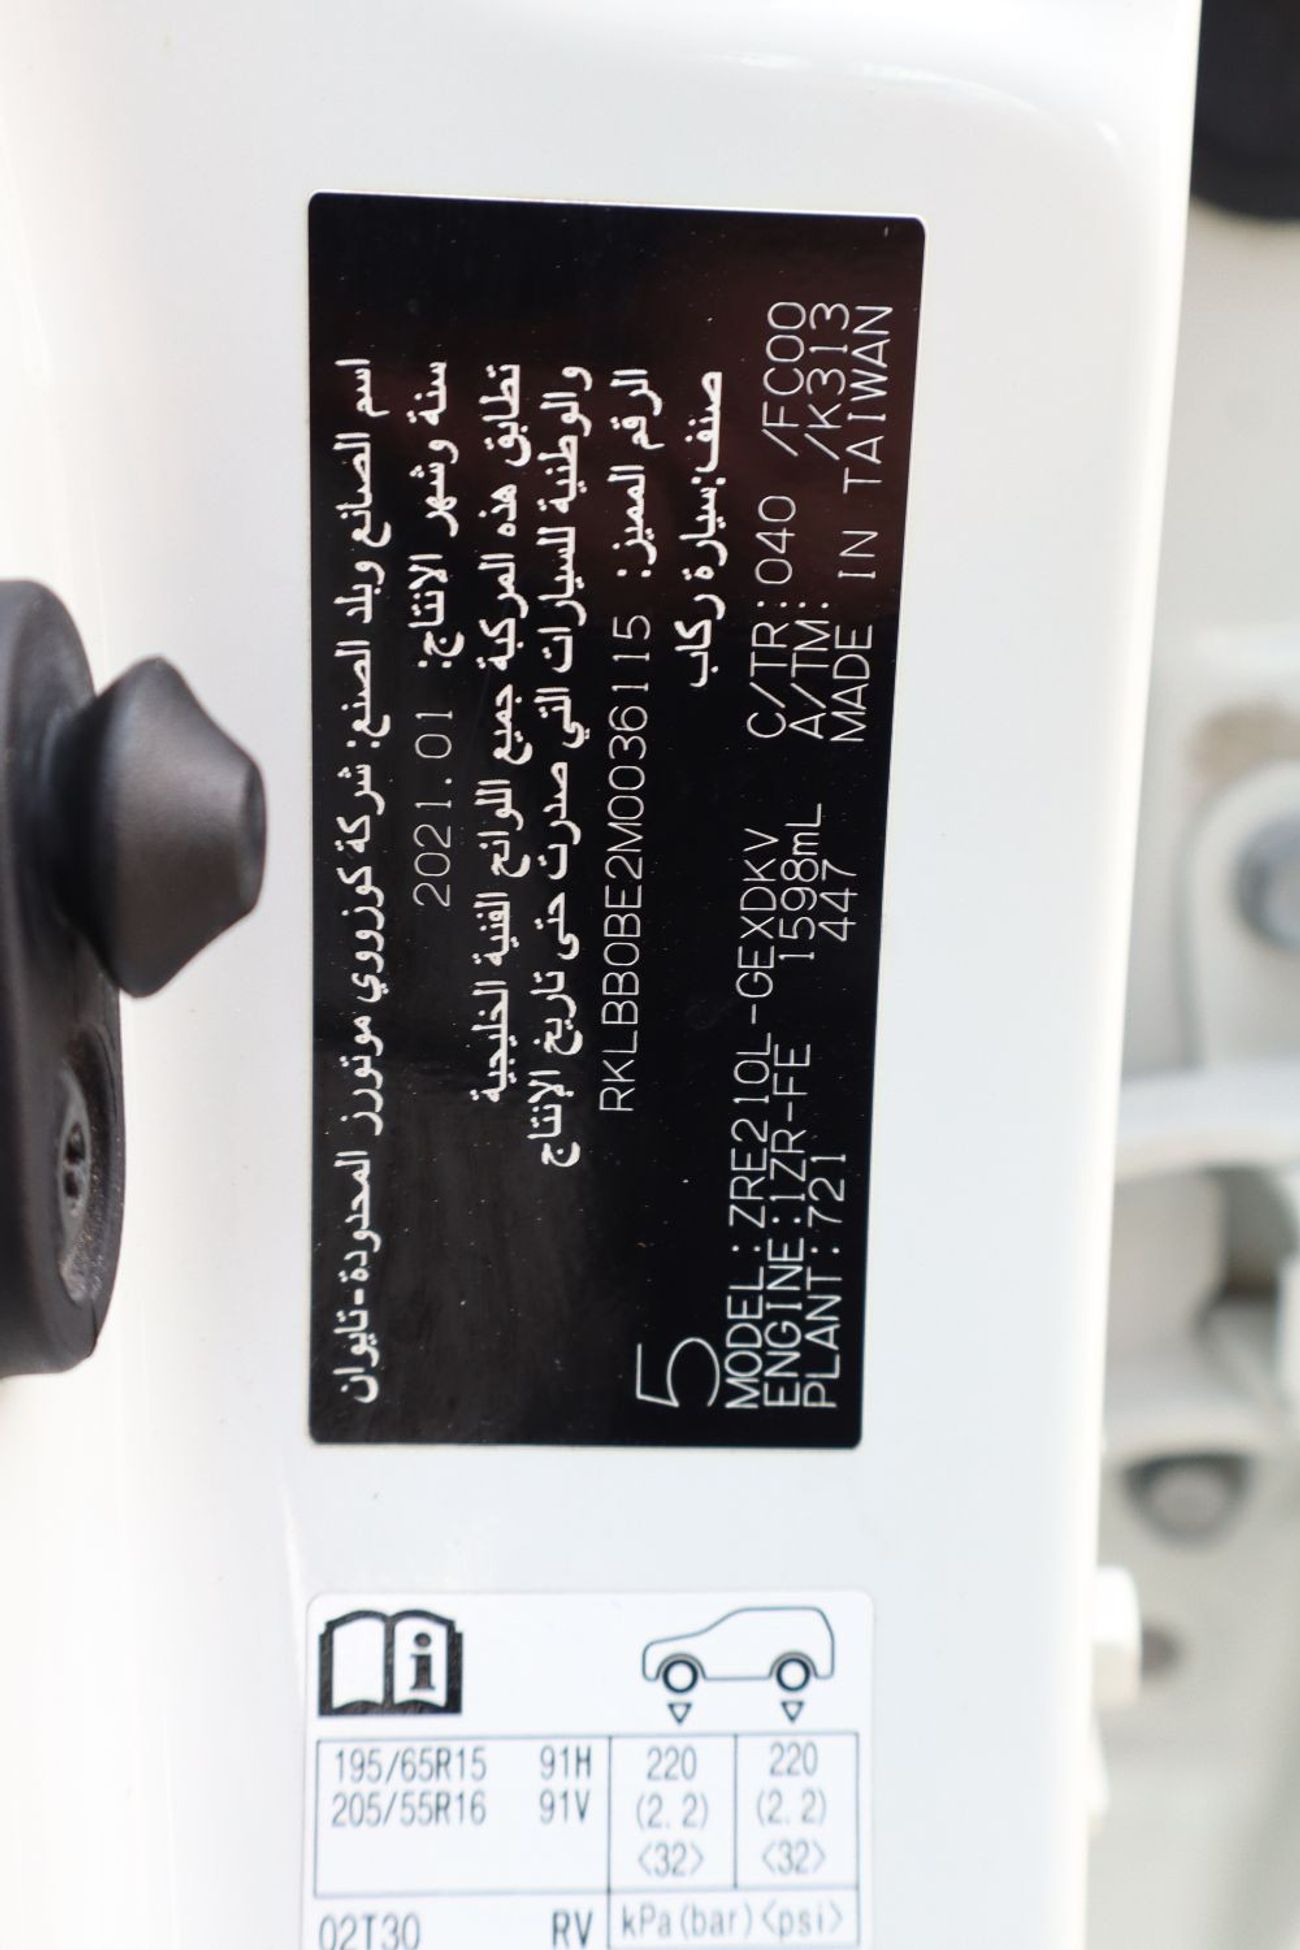 اسم الصانع وبلد الصنع: شركة كوزووي موتورز المحدودة-تايوان
سنة وشهر الانتاج: 2021.01
تطابق هذه المركبة جميع اللوائح الفنية الخليجية
والوطنية للسيارات التي صدرت حتى تاريخ الإنتاج
الرقم المميز: RKLBB0BE2M0036115
صنف:سيارة ركاب
5
MODEL:ZRE210L-GEXDKV C/TR:040 /FC00
ENGINE:1ZR-FE 1598mL A/TM: /K313
PLANT:721 447 MADE IN TAIWAN
i
195/65R15 91H 220 220
205/55R16 91V (2.2) (2.2)
<32> <32>
02T30 RV kPa(bar)<psi>